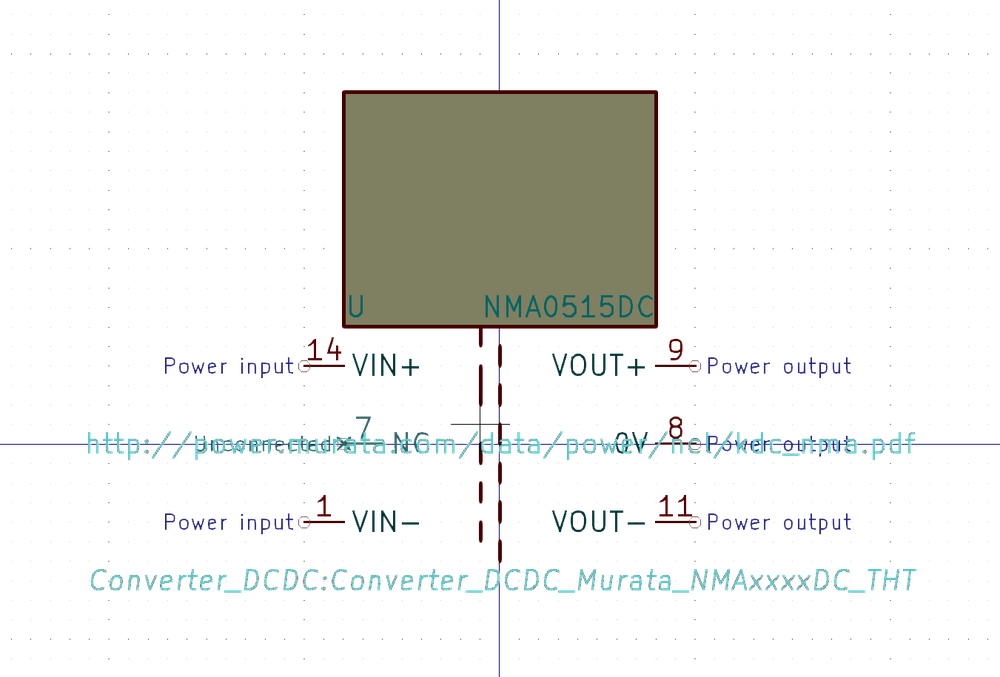 U NMA0515DC
Power input 14 VIN+ VOUT+ 9 Power output
Unconnected 7 NC 0V 8 Power output
http://power.murata.com/data/power/ncl/kdc_nma.pdf
Power input 1 VIN- VOUT- 11 Power output
Converter_DCDC:Converter_DCDC_Murata_NMAxxxxDC_THT